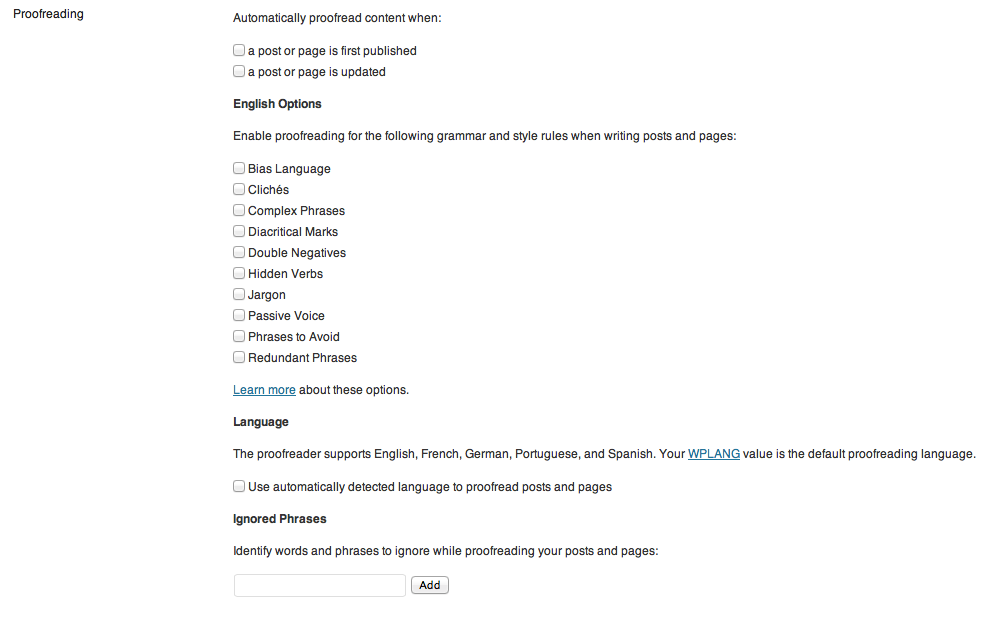 Proofreading
Automatically proofread content when:
a post or page is first published
a post or page is updated
English Options
Enable proofreading for the following grammar and style rules when writing posts and pages:
Bias Language
Clichés
Complex Phrases
Diacritical Marks
Double Negatives
Hidden Verbs
Jargon
Passive Voice
Phrases to Avoid
Redundant Phrases
Learn more about these options.
Language
The proofreader supports English, French, German, Portuguese, and Spanish. Your WPLANG value is the default proofreading language.
Use automatically detected language to proofread posts and pages
Ignored Phrases
Identify words and phrases to ignore while proofreading your posts and pages:
Add